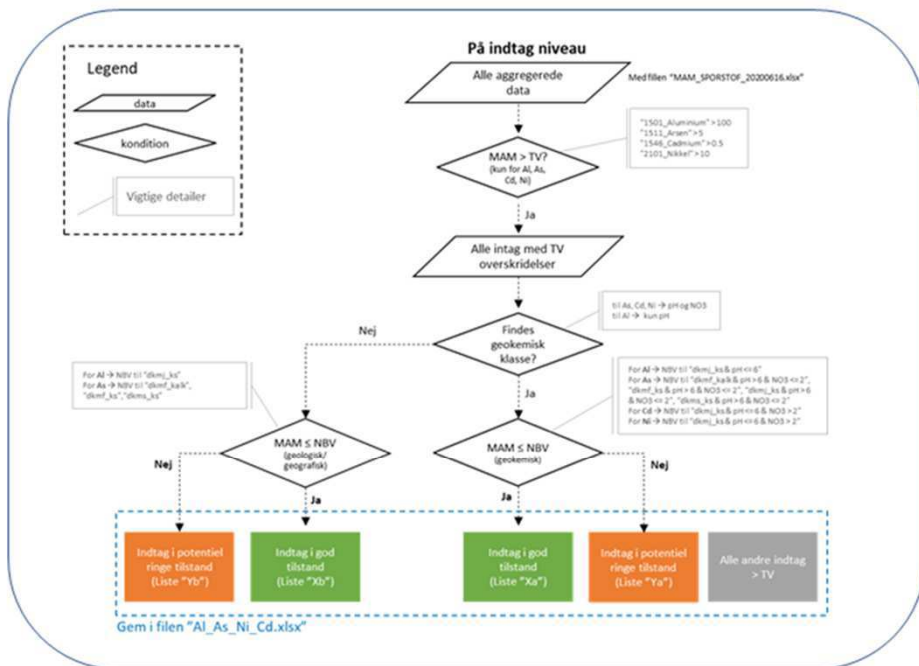 På indtag niveau
Legend
data
kondition
Vigtige detailer
Alle aggregerede
data
Med fillen "MAM_SPORSTOF_20200616.xlsx"
"1501_Aluminium" >100
"1511_Arsen" >5
"1546_Cadmium" >0.5
"2101_Nikkel" >10
MAM > TV?
(kun for Al, As,
Cd, Ni)
Ja
Alle intag med TV
overskridelser
til As, Cd, Ni → pH og NO3
til Al → kun pH
Findes
geokemisk
klasse?
Nej
Ja
For Al → NBV til "dkmj_ks"
For As → NBV til "dkmf_kalk",
"dkmf_ks","dkms_ks"
For Al → NBV til "dkmj_ks & pH <= 6"
For As → NBV til "dkmf_kalk & pH > 6 & NO3 <= 2",
"dkmf_ks & pH > 6 & NO3 <= 2", "dkmj_ks & pH > 6
& NO3 <= 2", "dkms_ks & pH > 6 & NO3 <= 2"
For Cd → NBV til "dkmj_ks & pH <= 6 & NO3 > 2"
For Ni → NBV til "dkmj_ks & pH <= 6 & NO3 > 2"
MAM ≤ NBV
(geologisk/
geografisk)
MAM ≤ NBV
(geokemisk)
Nej
Ja
Ja
Nej
Indtag i potentiel
ringe tilstand
(Liste "Yb")
Indtag i god
tilstand
(Liste "Xb")
Indtag i god
tilstand
(Liste "Xa")
Indtag i potentiel
ringe tilstand
(Liste "Ya")
Alle andre indtag
> TV
Gem i filen "Al_As_Ni_Cd.xlsx"